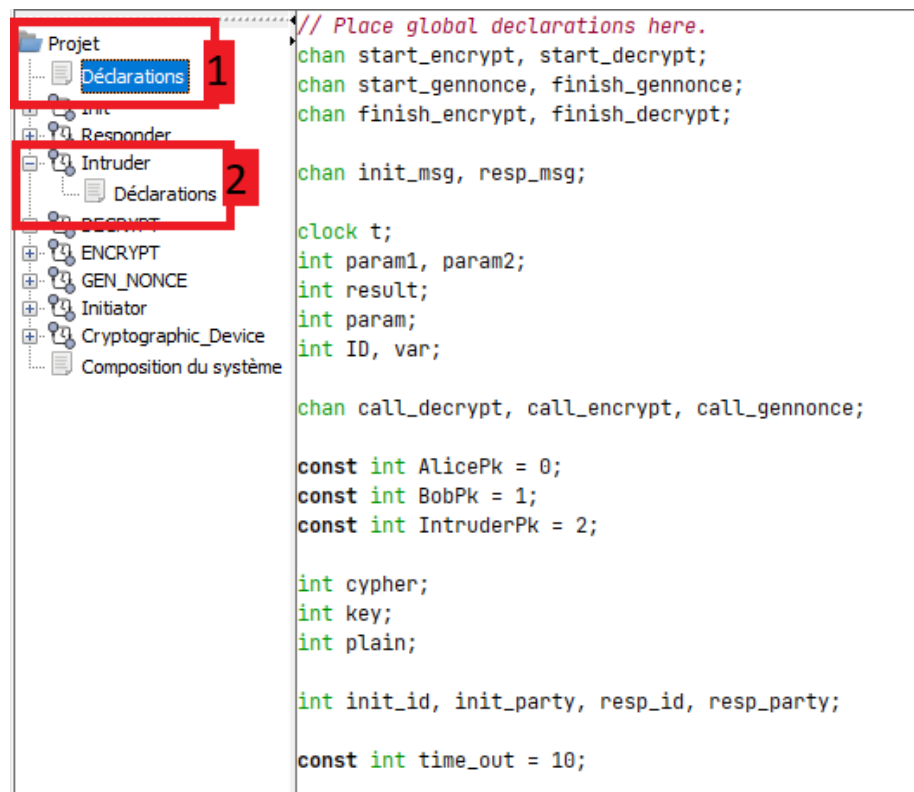 Projet
Déclarations
1
Init
Responder
Intruder
Déclarations
2
DECRYPT
ENCRYPT
GEN_NONCE
Initiator
Cryptographic_Device
Composition du système
// Place global declarations here.
chan start_encrypt, start_decrypt;
chan start_gennonce, finish_gennonce;
chan finish_encrypt, finish_decrypt;
chan init_msg, resp_msg;
clock t;
int param1, param2;
int result;
int param;
int ID, var;
chan call_decrypt, call_encrypt, call_gennonce;
const int AlicePk = 0;
const int BobPk = 1;
const int IntruderPk = 2;
int cypher;
int key;
int plain;
int init_id, init_party, resp_id, resp_party;
const int time_out = 10;